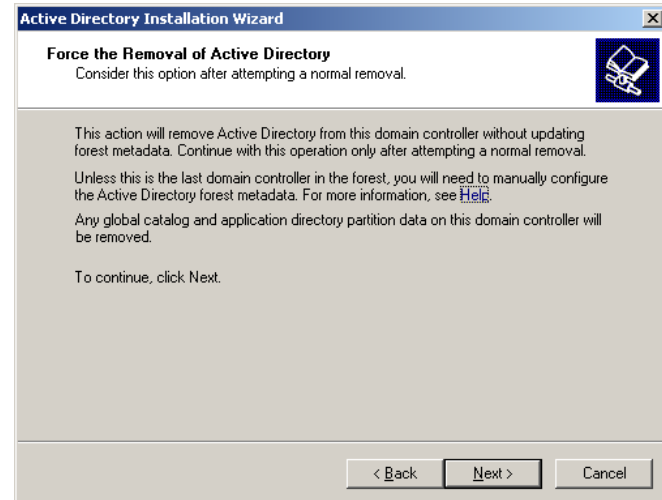 Active Directory Installation Wizard
Force the Removal of Active Directory
Consider this option after attempting a normal removal.
This action will remove Active Directory from this domain controller without updating
forest metadata. Continue with this operation only after attempting a normal removal.
Unless this is the last domain controller in the forest, you will need to manually configure
the Active Directory forest metadata. For more information, see Help.
Any global catalog and application directory partition data on this domain controller will
be removed.
To continue, click Next.
< Back Next > Cancel